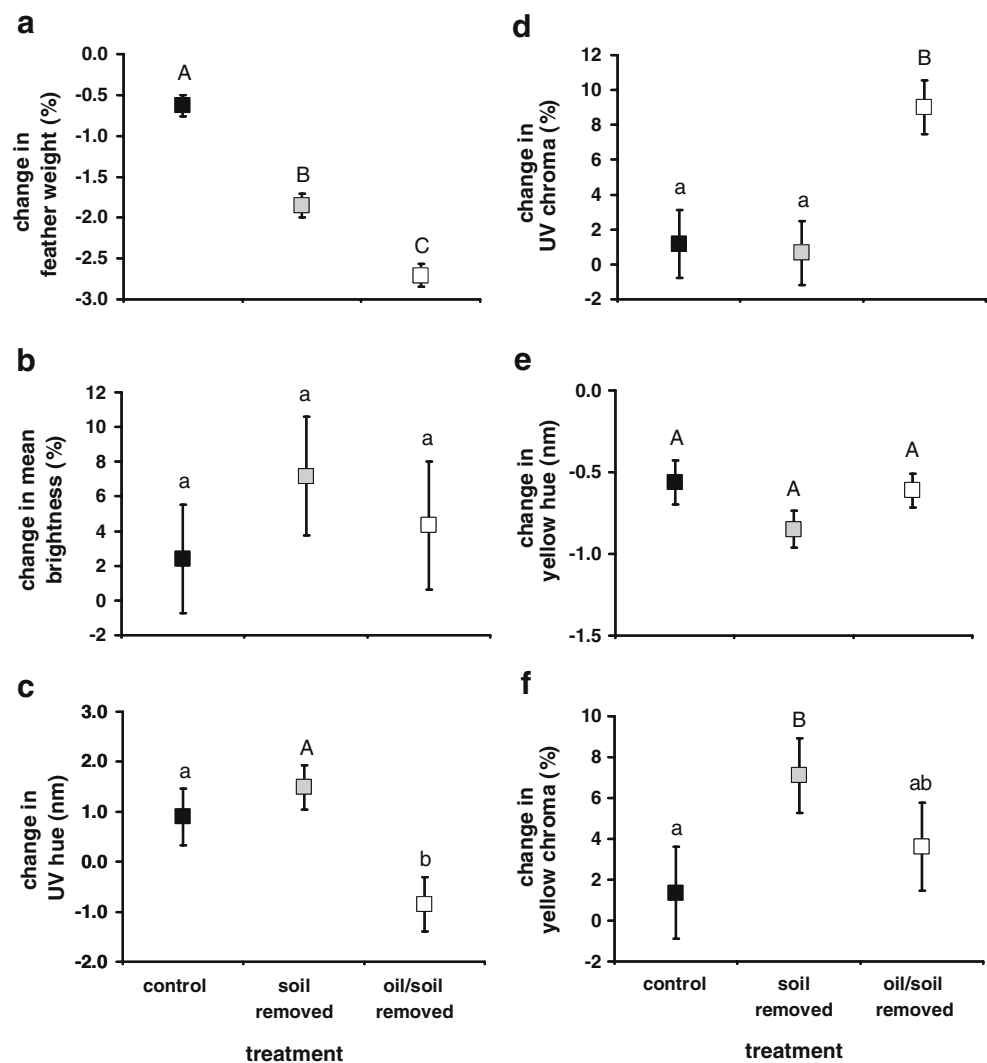 a
change in
feather weight (%)
0.0
-0.5
-1.0
-1.5
-2.0
-2.5
-3.0
A
B
C
b
change in mean
brightness (%)
12
10
8
6
4
2
0
-2
a
a
a
c
change in
UV hue (nm)
3.0
2.0
1.0
0.0
-1.0
-2.0
a
A
b
control
soil
removed
oil/soil
removed
treatment
d
change in
UV chroma (%)
12
10
8
6
4
2
0
-2
a
a
B
e
change in
yellow hue (nm)
0.0
-0.5
-1.0
-1.5
A
A
A
f
change in
yellow chroma (%)
10
8
6
4
2
0
-2
a
B
ab
control
soil
removed
oil/soil
removed
treatment